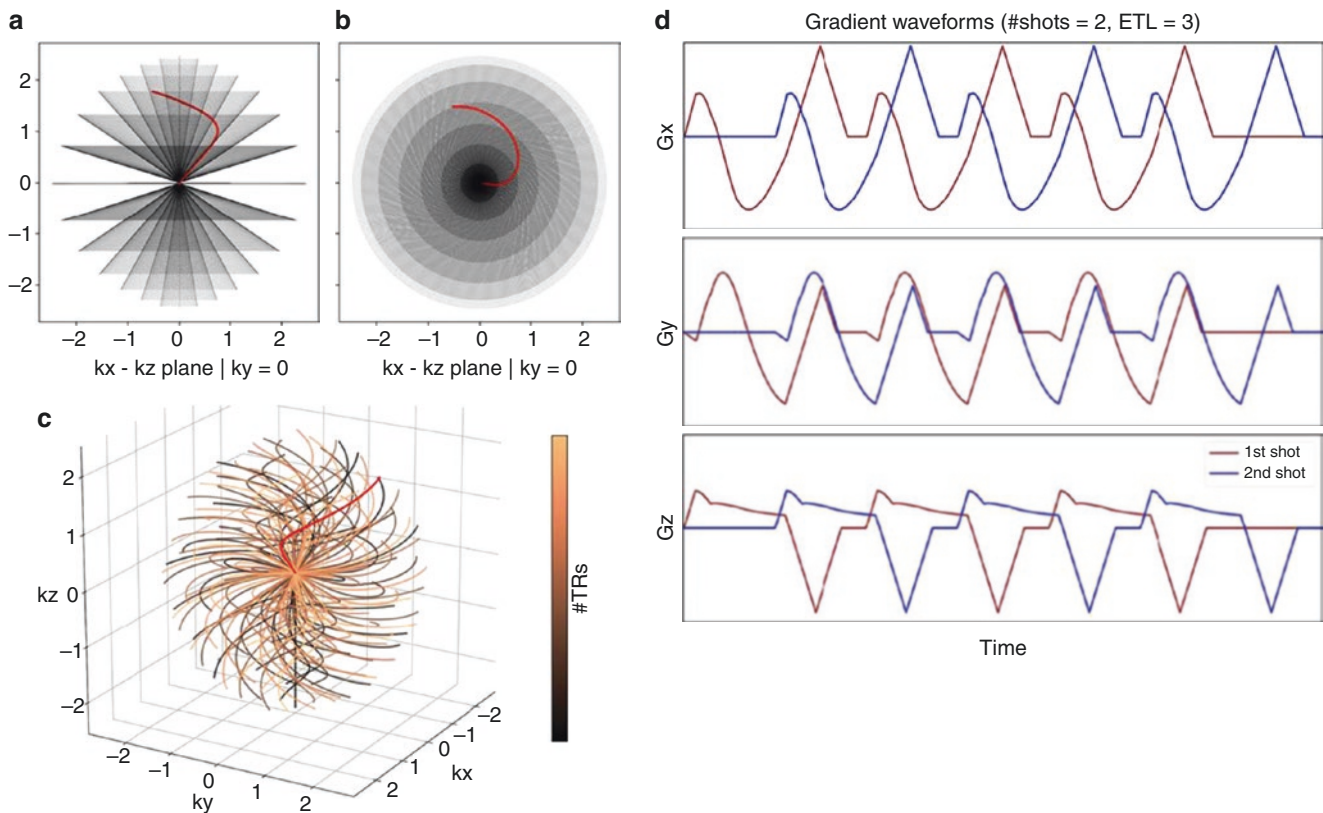 a
2
1
0
−1
−2
−2
−1
0
1
2
kx - kz plane | ky = 0
b
−2
−1
0
1
2
kx - kz plane | ky = 0
c
2
1
kz 0
−1
−2
−2
−1
0
1
2
ky
2
1
0
−1
−2
kx
#TRs
d
Gradient waveforms (#shots = 2, ETL = 3)
Gx
Gy
Gz
1st shot
2nd shot
Time